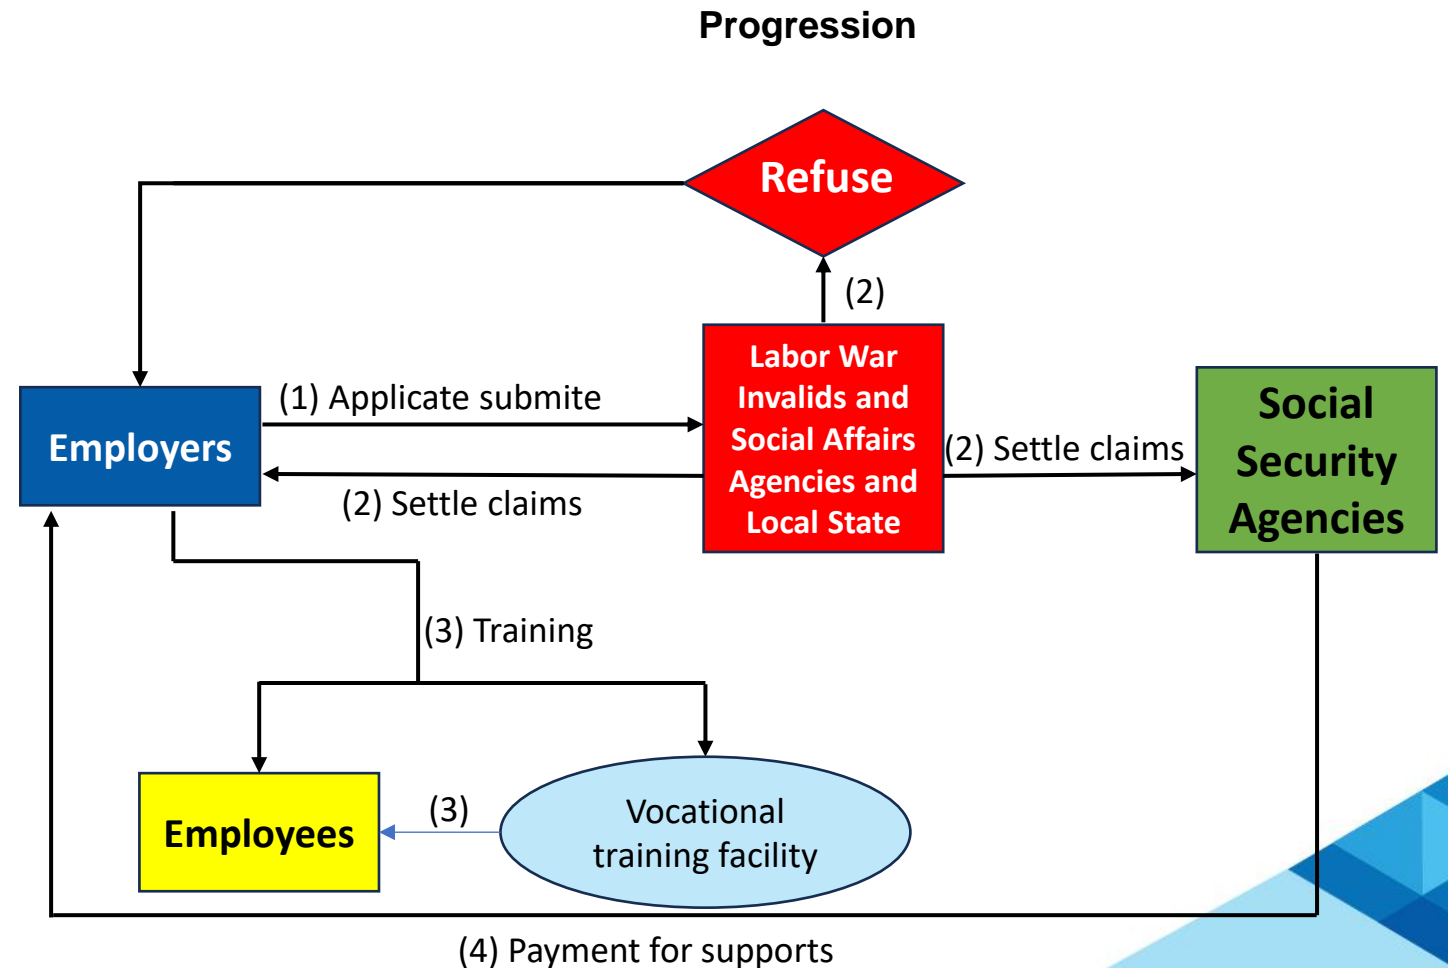 Progression
Refuse
(2)
Labor War
Invalids and
Social Affairs
Agencies and
Local State
(1) Applicate submite
Employers
(2) Settle claims
(2) Settle claims
Social
Security
Agencies
(3) Training
Employees
(3)
Vocational
training facility
(4) Payment for supports